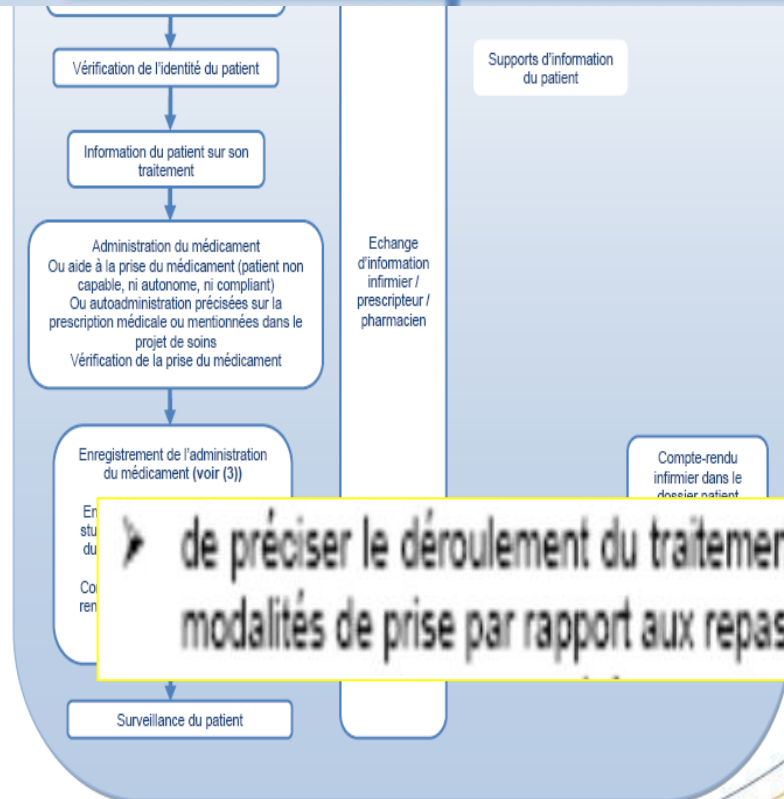 Vérification de l'identité du patient
Information du patient sur son
traitement
Administration du médicament
Ou aide à la prise du médicament (patient non
capable, ni autonome, ni compliant)
Ou autoadministration précisées sur la
prescription médicale ou mentionnées dans le
projet de soins
Vérification de la prise du médicament
Enregistrement de l'administration
du médicament (voir (3))
Surveillance du patient
Echange
d'information
infirmier /
prescripteur /
pharmacien
Supports d'information
du patient
Compte-rendu
infirmier dans le
dossier patient
➤ de préciser le déroulement du
modalités de prise par rapport aux repas